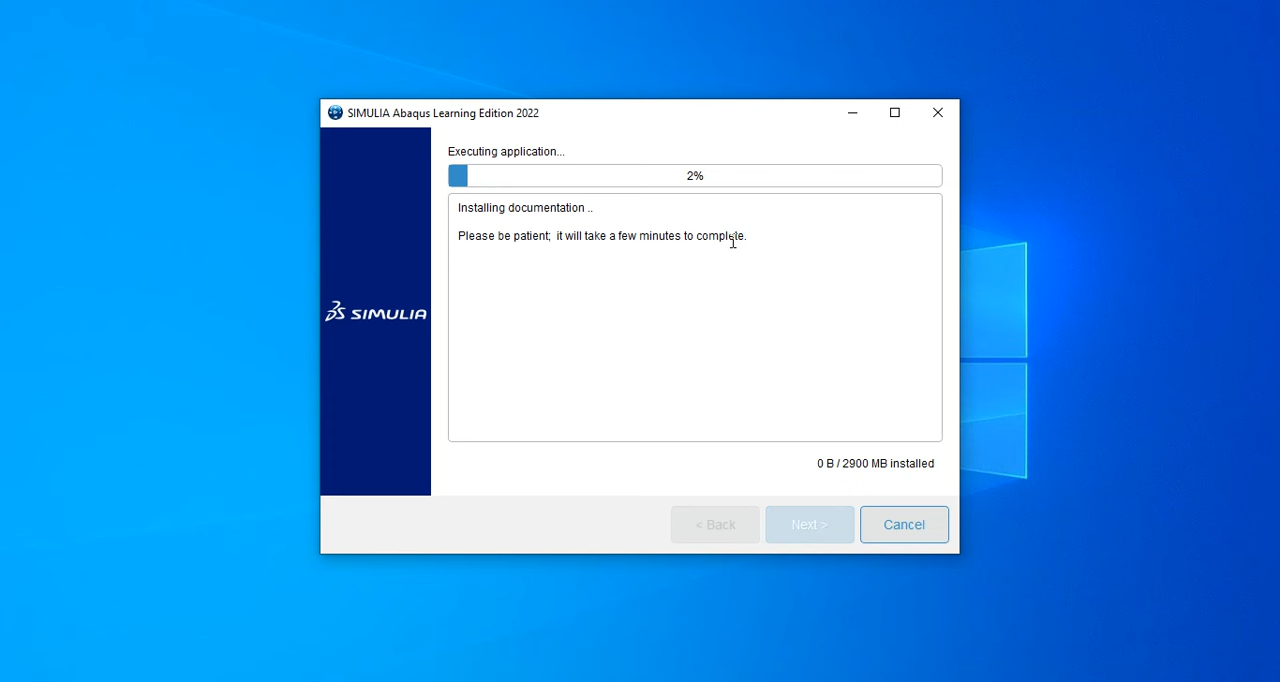 SIMULIA Abaqus Learning Edition 2022
Executing application...
2%
Installing documentation ..
Please be patient;  it will take a few minutes to complete.
SIMULIA
0 B / 2900 MB installed
< Back
Next >
Cancel